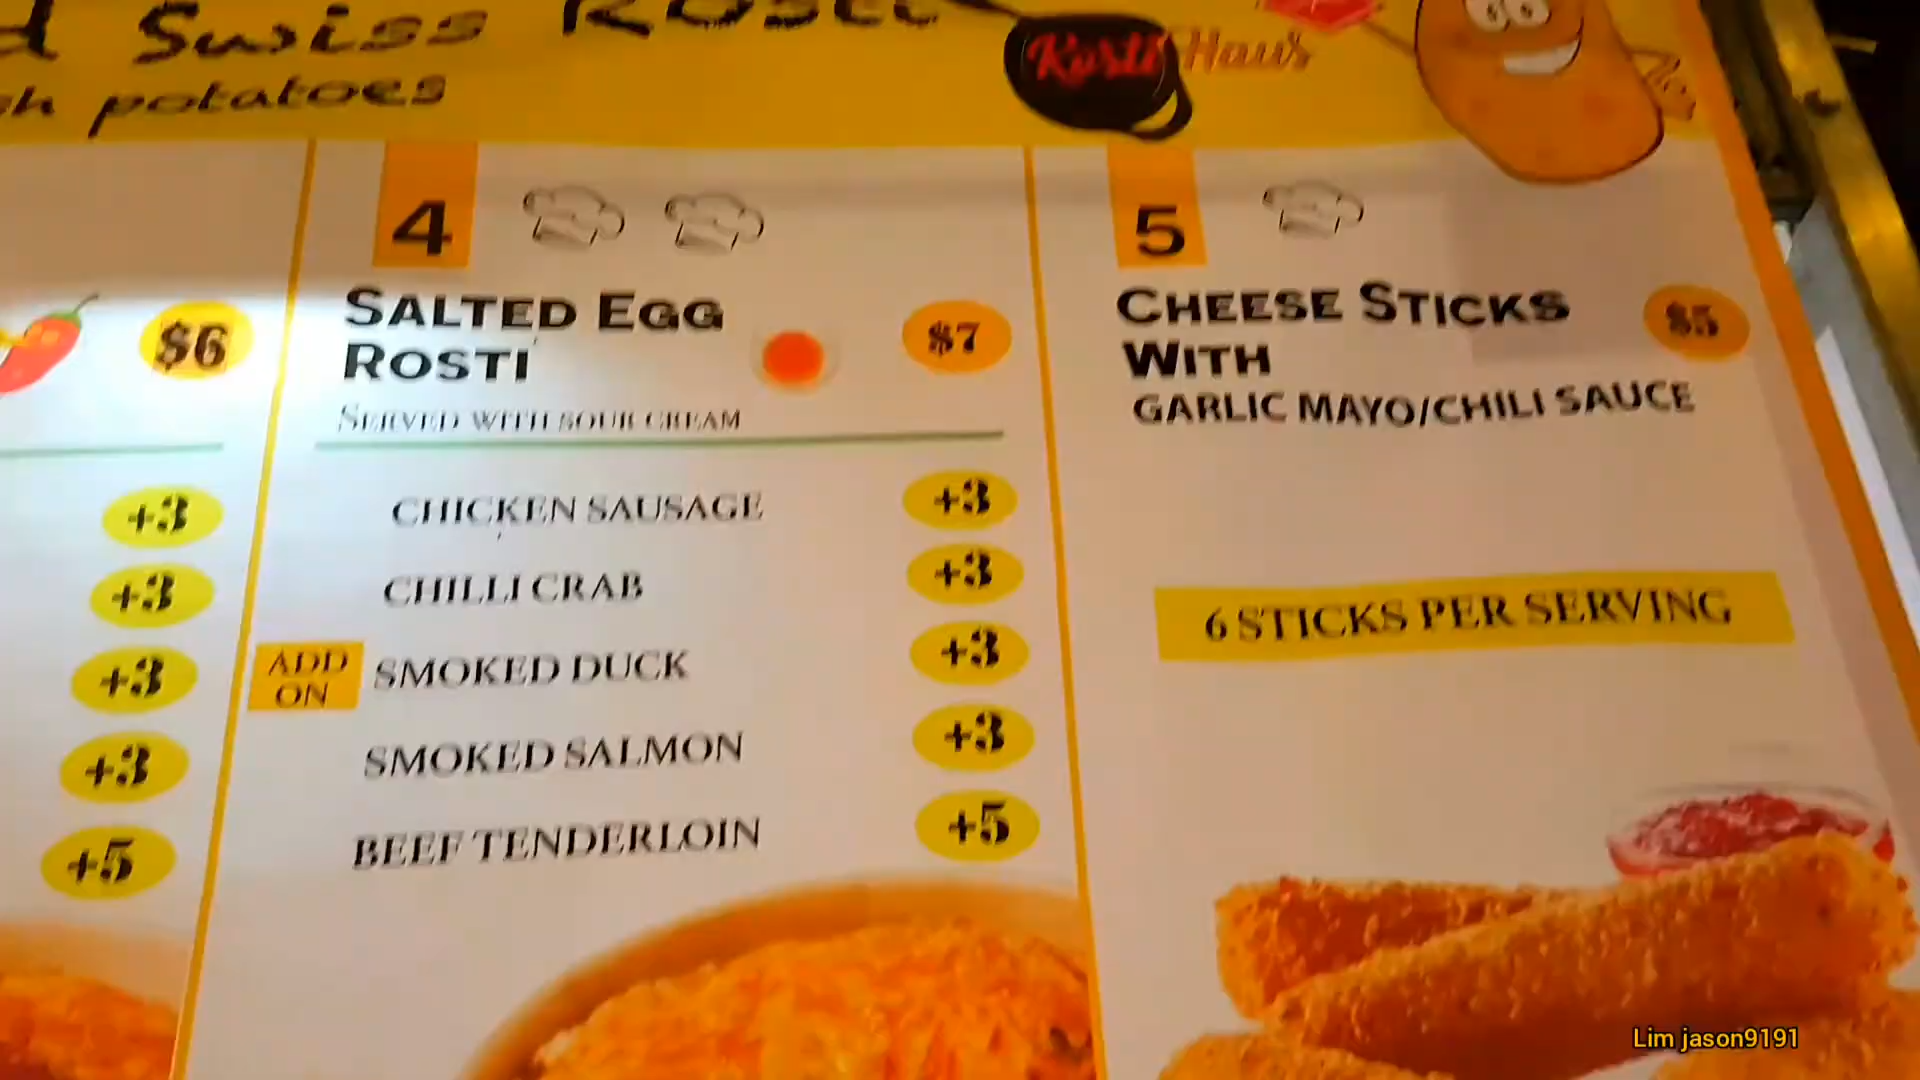 Swiss Rosti
potatoes
Rosti Haus
$6
+3
+3
+3
+3
+5
4
SALTED EGG
ROSTI
$7
SERVED WITH SOUR CREAM
CHICKEN SAUSAGE +3
CHILLI CRAB +3
ADD
ON
SMOKED DUCK +3
SMOKED SALMON +3
BEEF TENDERLOIN +5
5
CHEESE STICKS
WITH
$5
GARLIC MAYO/CHILI SAUCE
6 STICKS PER SERVING
Lim jason9191